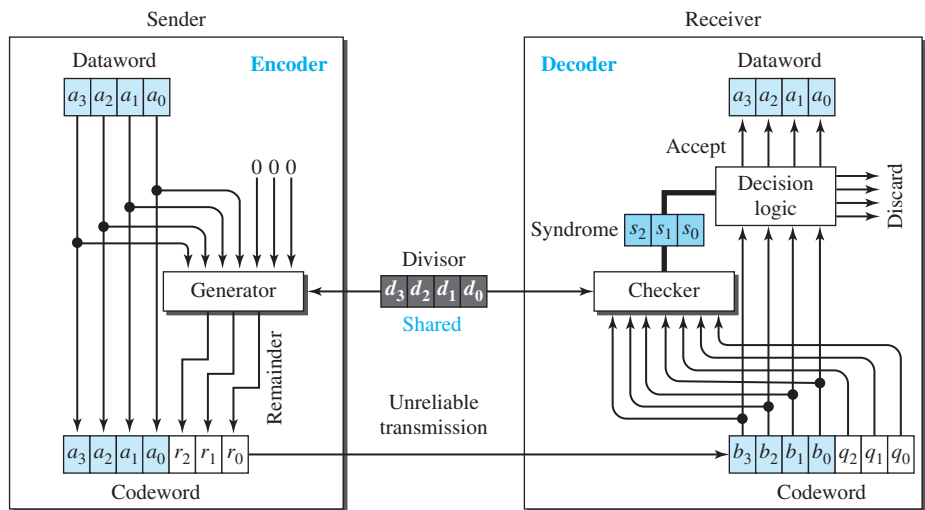 Sender
Encoder
Dataword
a3 a2 a1 a0
0 0 0
Generator
Remainder
a3 a2 a1 a0 r2 r1 r0
Codeword
Divisor
d3 d2 d1 d0
Shared
Unreliable
transmission
Receiver
Decoder
Dataword
a3 a2 a1 a0
Accept
Decision
logic
Discard
Syndrome
s2 s1 s0
Checker
b3 b2 b1 b0 q2 q1 q0
Codeword